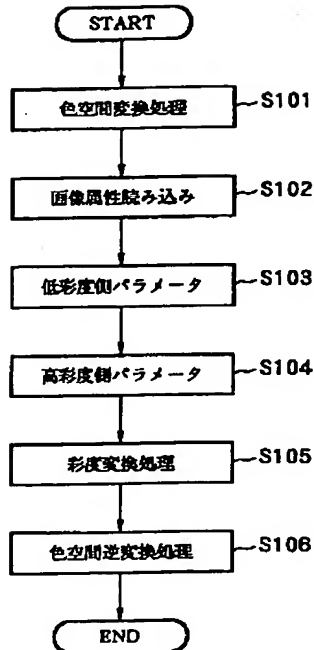 START
色空間変換処理
S101
画像属性読み込み
S102
低彩度側パラメータ
S103
高彩度側パラメータ
S104
彩度変換処理
S105
色空間逆変換処理
S106
END